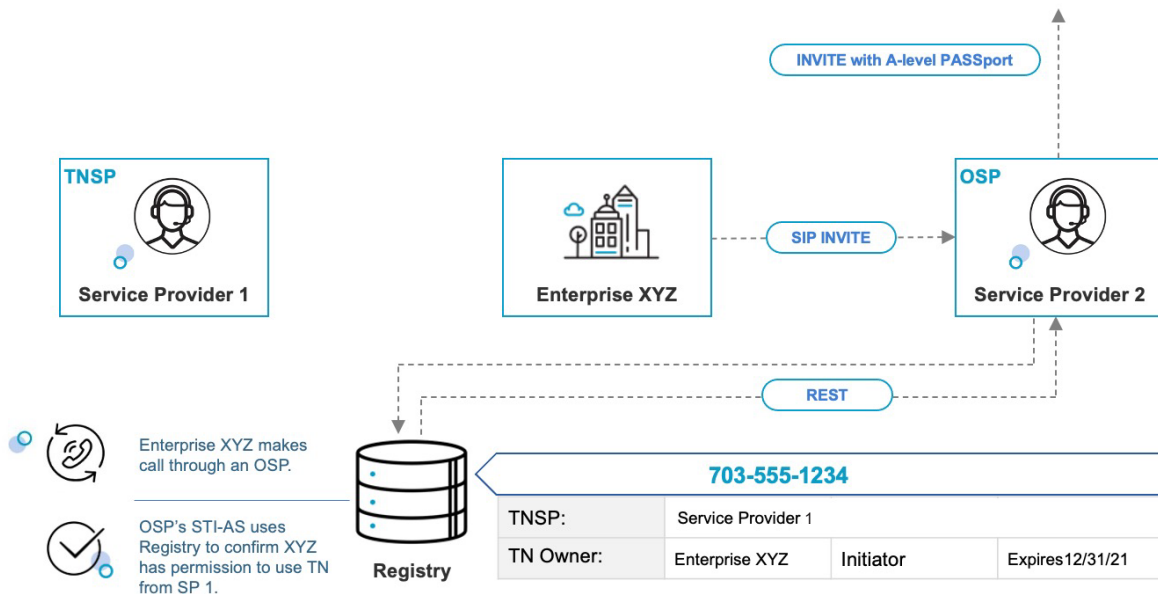 INVITE with A-level PASSport
TNSP
Service Provider 1
Enterprise XYZ
SIP INVITE
OSP
Service Provider 2
REST
Enterprise XYZ makes
call through an OSP.
OSP's STI-AS uses
Registry to confirm XYZ
has permission to use TN
from SP 1.
Registry
703-555-1234
TNSP: Service Provider 1
TN Owner: Enterprise XYZ Initiator Expires12/31/21